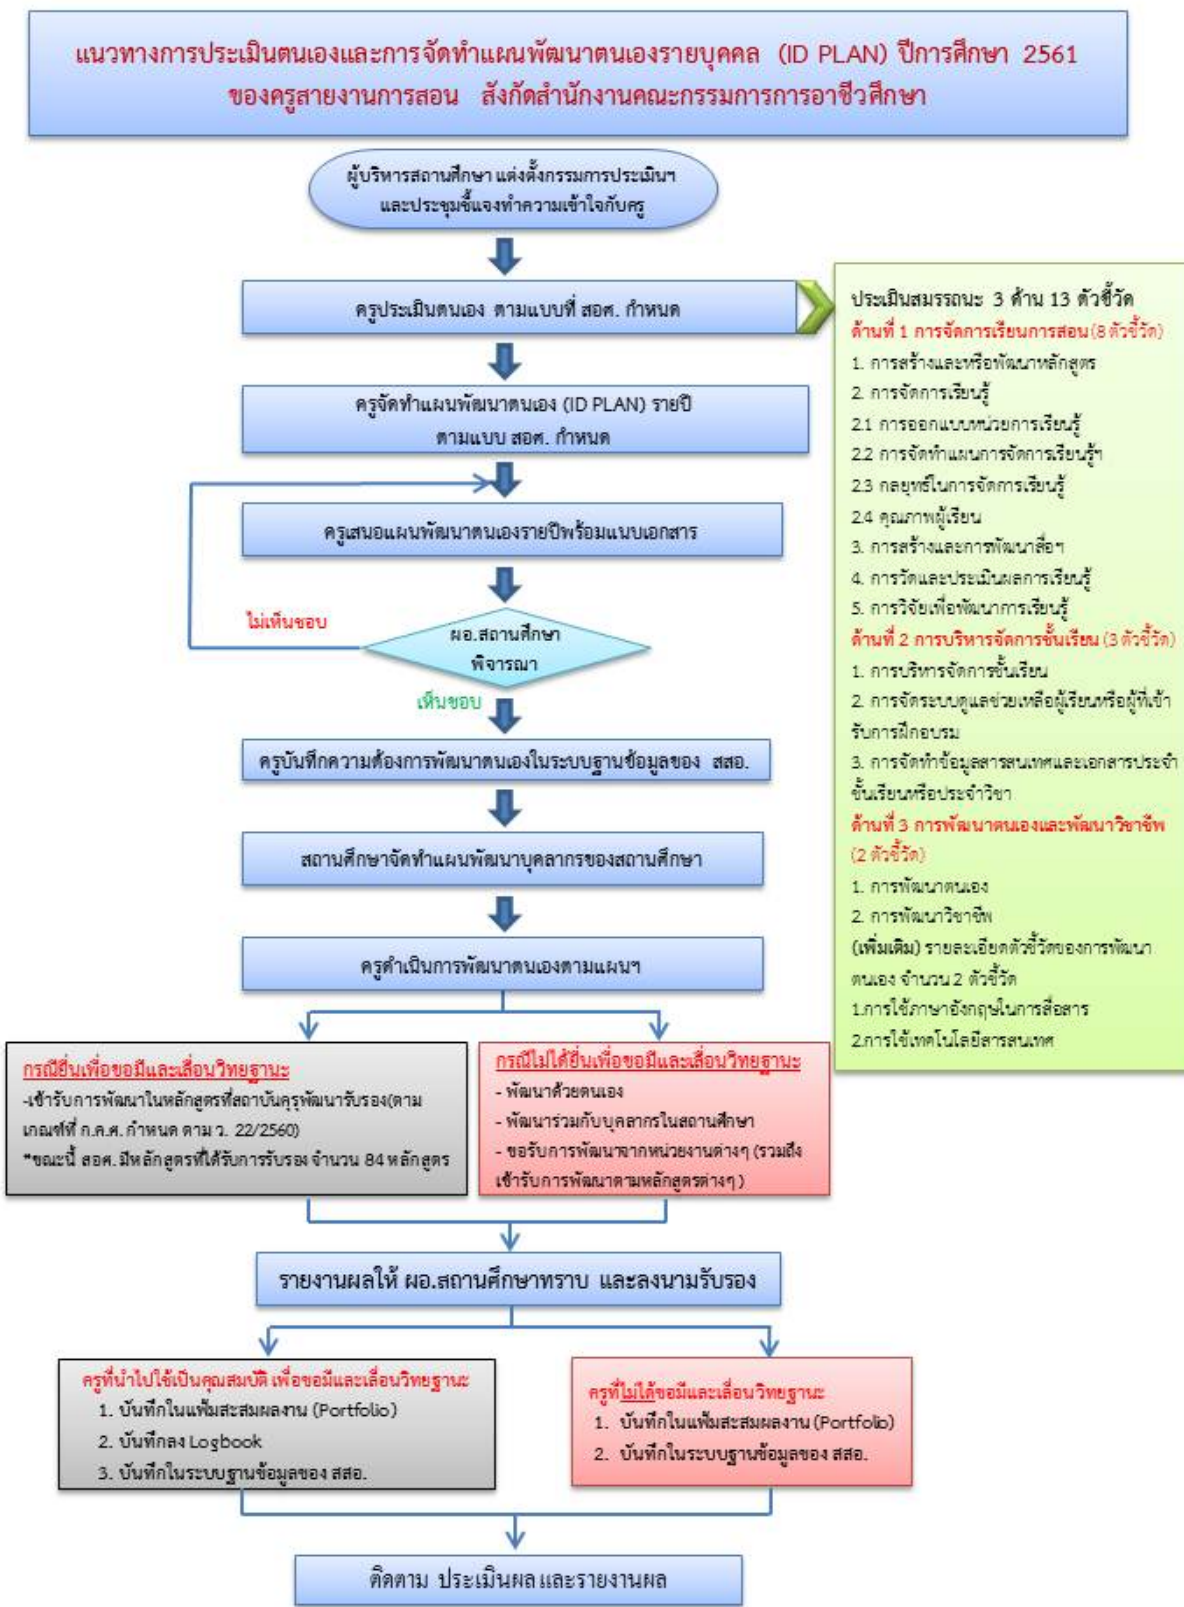 แนวทางการประเมินตนเองและการจัดทำแผนพัฒนาตนเองรายบุคคล (ID PLAN) ปีการศึกษา 2561
ของครูสายงานการสอน สังกัดสำนักงานคณะกรรมการการอาชีวศึกษา
ผู้บริหารสถานศึกษา แต่งตั้งกรรมการประเมินฯ
และประชุมชี้แจงทำความเข้าใจกับครู
ครูประเมินตนเอง ตามแบบที่ สอศ. กำหนด
ครูจัดทำแผนพัฒนาตนเอง (ID PLAN) รายปี
ตามแบบ สอศ. กำหนด
ครูเสนอแผนพัฒนาตนเองรายปีพร้อมแนบเอกสาร
ไม่เห็นชอบ
ผอ.สถานศึกษา
พิจารณา
เห็นชอบ
ครูบันทึกความต้องการพัฒนาตนเองในระบบฐานข้อมูลของ สสอ.
สถานศึกษาจัดทำแผนพัฒนาบุคลากรของสถานศึกษา
ครูดำเนินการพัฒนาตนเองตามแผนฯ
ประเมินสมรรถนะ 3 ด้าน 13 ตัวชี้วัด
ด้านที่ 1 การจัดการเรียนการสอน (8 ตัวชี้วัด)
1. การสร้างและหรือพัฒนาหลักสูตร
2. การจัดการเรียนรู้
2.1 การออกแบบหน่วยการเรียนรู้
2.2 การจัดทำแผนการจัดการเรียนรู้ฯ
2.3 กลยุทธ์ในการจัดการเรียนรู้
2.4 คุณภาพผู้เรียน
3. การสร้างและการพัฒนาสื่อฯ
4. การวัดและประเมินผลการเรียนรู้
5. การวิจัยเพื่อพัฒนาการเรียนรู้
ด้านที่ 2 การบริหารจัดการชั้นเรียน (3 ตัวชี้วัด)
1. การบริหารจัดการชั้นเรียน
2. การจัดระบบดูแลช่วยเหลือผู้เรียนหรือผู้ที่เข้า
รับการฝึกอบรม
3. การจัดทำข้อมูลสารสนเทศและเอกสารประจำ
ชั้นเรียนหรือประจำวิชา
ด้านที่ 3 การพัฒนาตนเองและพัฒนาวิชาชีพ
(2 ตัวชี้วัด)
1. การพัฒนาตนเอง
2. การพัฒนาวิชาชีพ
(เพิ่มเติม) รายละเอียดตัวชี้วัดของการพัฒนา
ตนเอง จำนวน 2 ตัวชี้วัด
1.การใช้ภาษาอังกฤษในการสื่อสาร
2.การใช้เทคโนโลยีสารสนเทศ
กรณียื่นเพื่อขอมีและเลื่อนวิทยฐานะ
-เข้ารับการพัฒนาในหลักสูตรที่สถาบันคุรุพัฒนารับรอง(ตาม
เกณฑ์ที่ ก.ค.ศ. กำหนด ตาม ว. 22/2560)
*ขณะนี้ สอศ. มีหลักสูตรที่ได้รับการรับรอง จำนวน 84 หลักสูตร
กรณีไม่ได้ยื่นเพื่อขอมีและเลื่อนวิทยฐานะ
- พัฒนาด้วยตนเอง
- พัฒนาร่วมกับบุคลากรในสถานศึกษา
- ขอรับการพัฒนาจากหน่วยงานต่างๆ (รวมถึง
เข้ารับการพัฒนาตามหลักสูตรต่างๆ )
รายงานผลให้ ผอ.สถานศึกษาทราบ และลงนามรับรอง
ครูที่นำไปใช้เป็นคุณสมบัติ เพื่อขอมีและเลื่อนวิทยฐานะ
1. บันทึกในแฟ้มสะสมผลงาน (Portfolio)
2. บันทึกลง Logbook
3. บันทึกในระบบฐานข้อมูลของ สสอ.
ครูที่ไม่ได้ขอมีและเลื่อนวิทยฐานะ
1. บันทึกในแฟ้มสะสมผลงาน (Portfolio)
2. บันทึกในระบบฐานข้อมูลของ สสอ.
ติดตาม ประเมินผล และรายงานผล